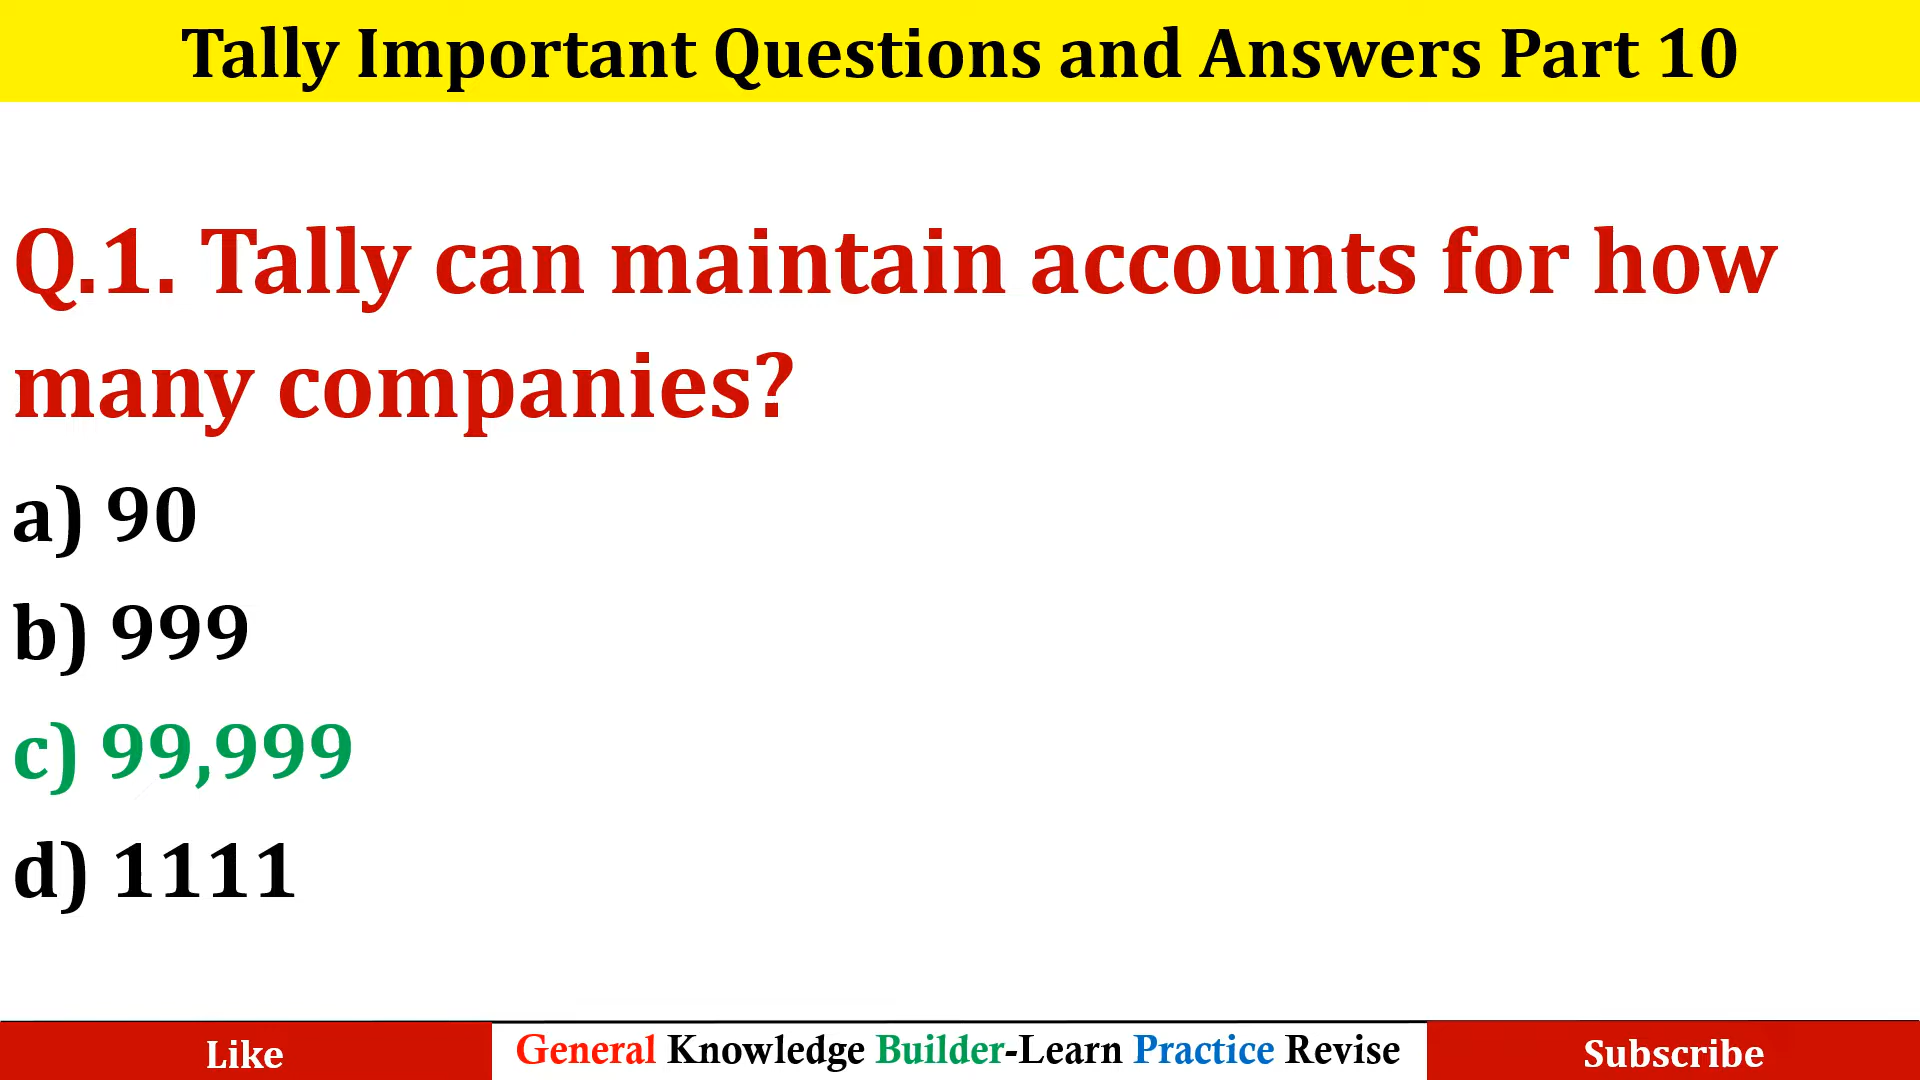 Tally Important Questions and Answers Part 10
Q.1. Tally can maintain accounts for how
many companies?
a) 90
b) 999
c) 99,999
d) 1111
Like
General Knowledge Builder-Learn Practice Revise
Subscribe